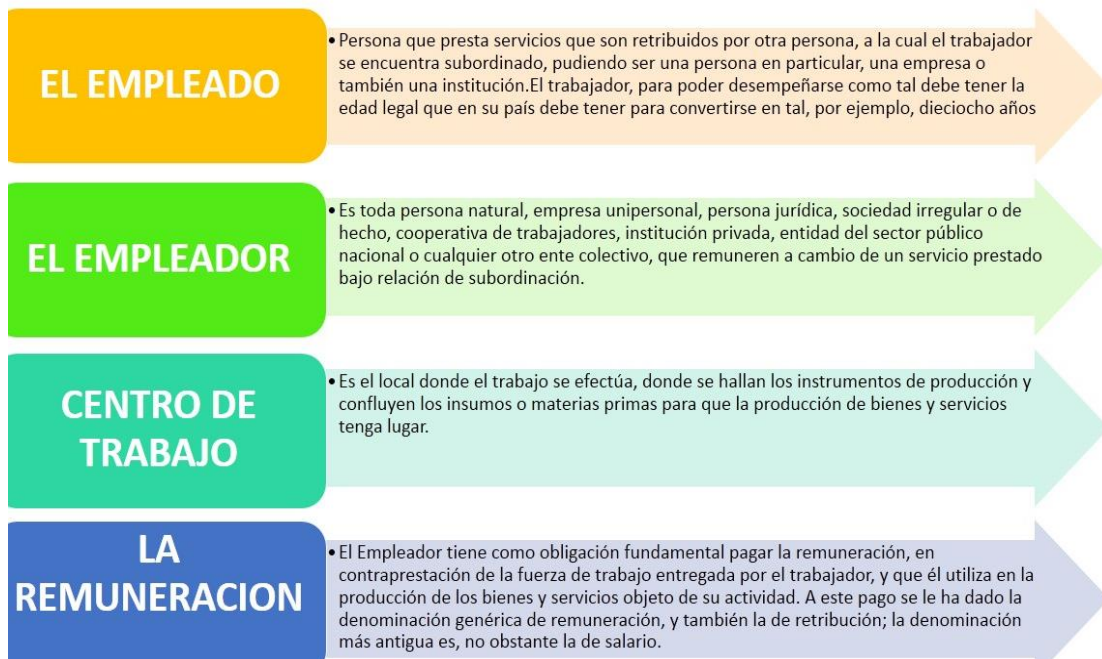 EL EMPLEADO
• Persona que presta servicios que son retribuidos por otra persona, a la cual el trabajador
se encuentra subordinado, pudiendo ser una persona en particular, una empresa o
también una institución.El trabajador, para poder desempeñarse como tal debe tener la
edad legal que en su país debe tener para convertirse en tal, por ejemplo, dieciocho años
EL EMPLEADOR
• Es toda persona natural, empresa unipersonal, persona jurídica, sociedad irregular o de
hecho, cooperativa de trabajadores, institución privada, entidad del sector público
nacional o cualquier otro ente colectivo, que remuneren a cambio de un servicio prestado
bajo relación de subordinación.
CENTRO DE
TRABAJO
• Es el local donde el trabajo se efectúa, donde se hallan los instrumentos de producción y
confluyen los insumos o materias primas para que la producción de bienes y servicios
tenga lugar.
LA
REMUNERACION
• El Empleador tiene como obligación fundamental pagar la remuneración, en
contraprestación de la fuerza de trabajo entregada por el trabajador, y que él utiliza en la
producción de los bienes y servicios objeto de su actividad. A este pago se le ha dado la
denominación genérica de remuneración, y también la de retribución; la denominación
más antigua es, no obstante la de salario.